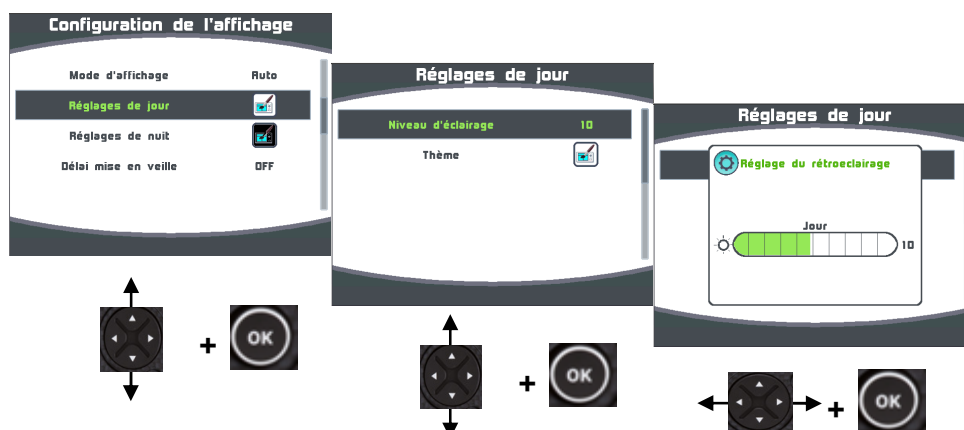 Configuration de l'affichage
Mode d'affichage Auto
Réglages de jour
Réglages de nuit
Délai mise en veille OFF
+ OK
Réglages de jour
Niveau d'éclairage 10
Thème
+ OK
Réglages de jour
Réglage du rétroeclairage
Jour
10
+ OK